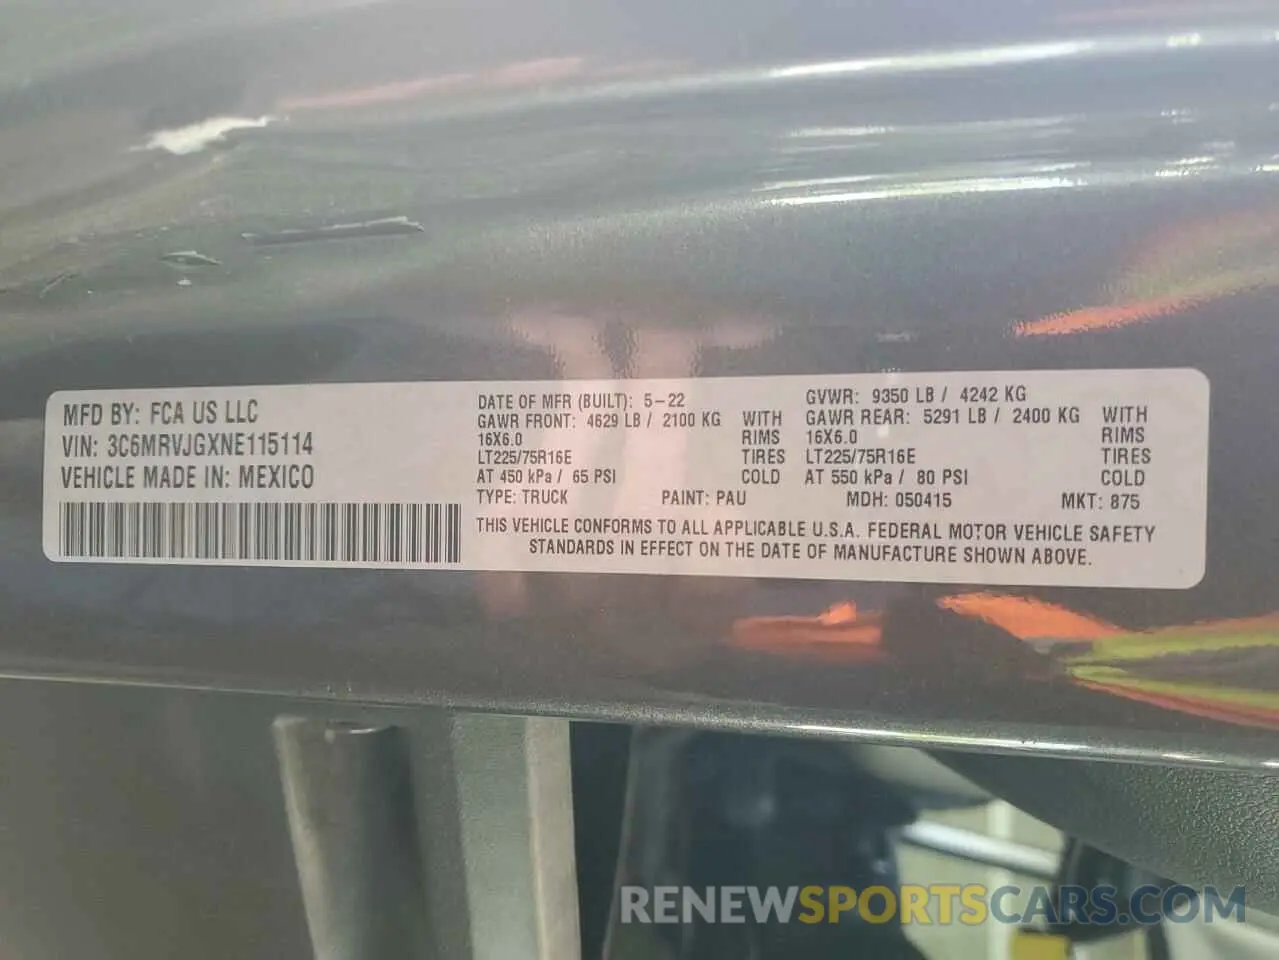 MFD BY: FCA US LLC
VIN: 3C6MRVJGXNE115114
VEHICLE MADE IN: MEXICO
DATE OF MFR (BUILT): 5-22 GVWR: 9350 LB / 4242 KG
GAWR FRONT: 4629 LB / 2100 KG WITH GAWR REAR: 5291 LB / 2400 KG WITH
16X6.0 RIMS 16X6.0 RIMS
LT225/75R16E TIRES LT225/75R16E TIRES
AT 450 kPa / 65 PSI COLD AT 550 kPa / 80 PSI COLD
TYPE: TRUCK PAINT: PAU MDH: 050415 MKT: 875
THIS VEHICLE CONFORMS TO ALL APPLICABLE U.S.A. FEDERAL MOTOR VEHICLE SAFETY
STANDARDS IN EFFECT ON THE DATE OF MANUFACTURE SHOWN ABOVE.
RENEWSPORTSCARS.COM